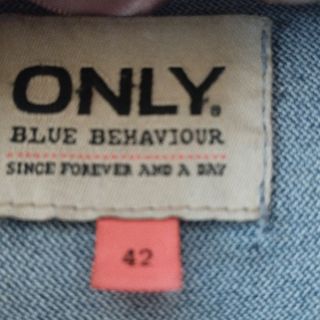 ONLY®
BLUE BEHAVIOUR
SINCE FOREVER AND A DAY
42